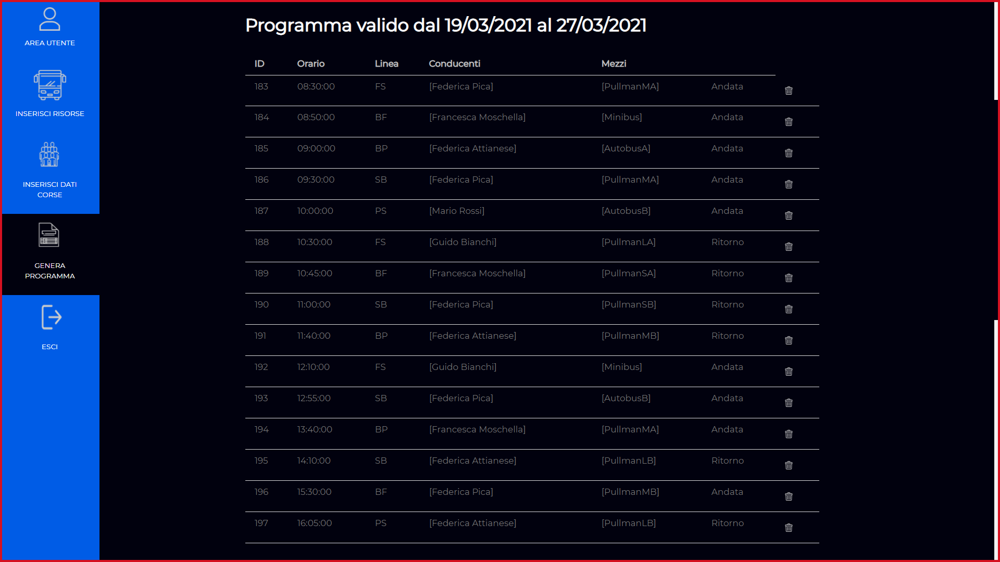 AREA UTENTE
INSERISCI RISORSE
INSERISCI DATI
CORSE
GENERA
PROGRAMMA
ESCI
Programma valido dal 19/03/2021 al 27/03/2021
ID Orario Linea Conducenti Mezzi
183 08:30:00 FS [Federica Pica] [PullmanMA] Andata
184 08:50:00 BF [Francesca Moschella] [Minibus] Andata
185 09:00:00 BP [Federica Attianese] [AutobusA] Andata
186 09:30:00 SB [Federica Pica] [PullmanMA] Andata
187 10:00:00 PS [Mario Rossi] [AutobusB] Andata
188 10:30:00 FS [Guido Bianchi] [PullmanLA] Ritorno
189 10:45:00 BF [Francesca Moschella] [PullmanSA] Ritorno
190 11:00:00 SB [Federica Pica] [PullmanSB] Ritorno
191 11:40:00 BP [Federica Attianese] [PullmanMB] Ritorno
192 12:10:00 FS [Guido Bianchi] [Minibus] Andata
193 12:55:00 SB [Federica Pica] [AutobusB] Andata
194 13:40:00 BP [Francesca Moschella] [PullmanMA] Andata
195 14:10:00 SB [Federica Attianese] [PullmanLB] Ritorno
196 15:30:00 BF [Federica Pica] [PullmanMB] Andata
197 16:05:00 PS [Federica Attianese] [PullmanLB] Ritorno